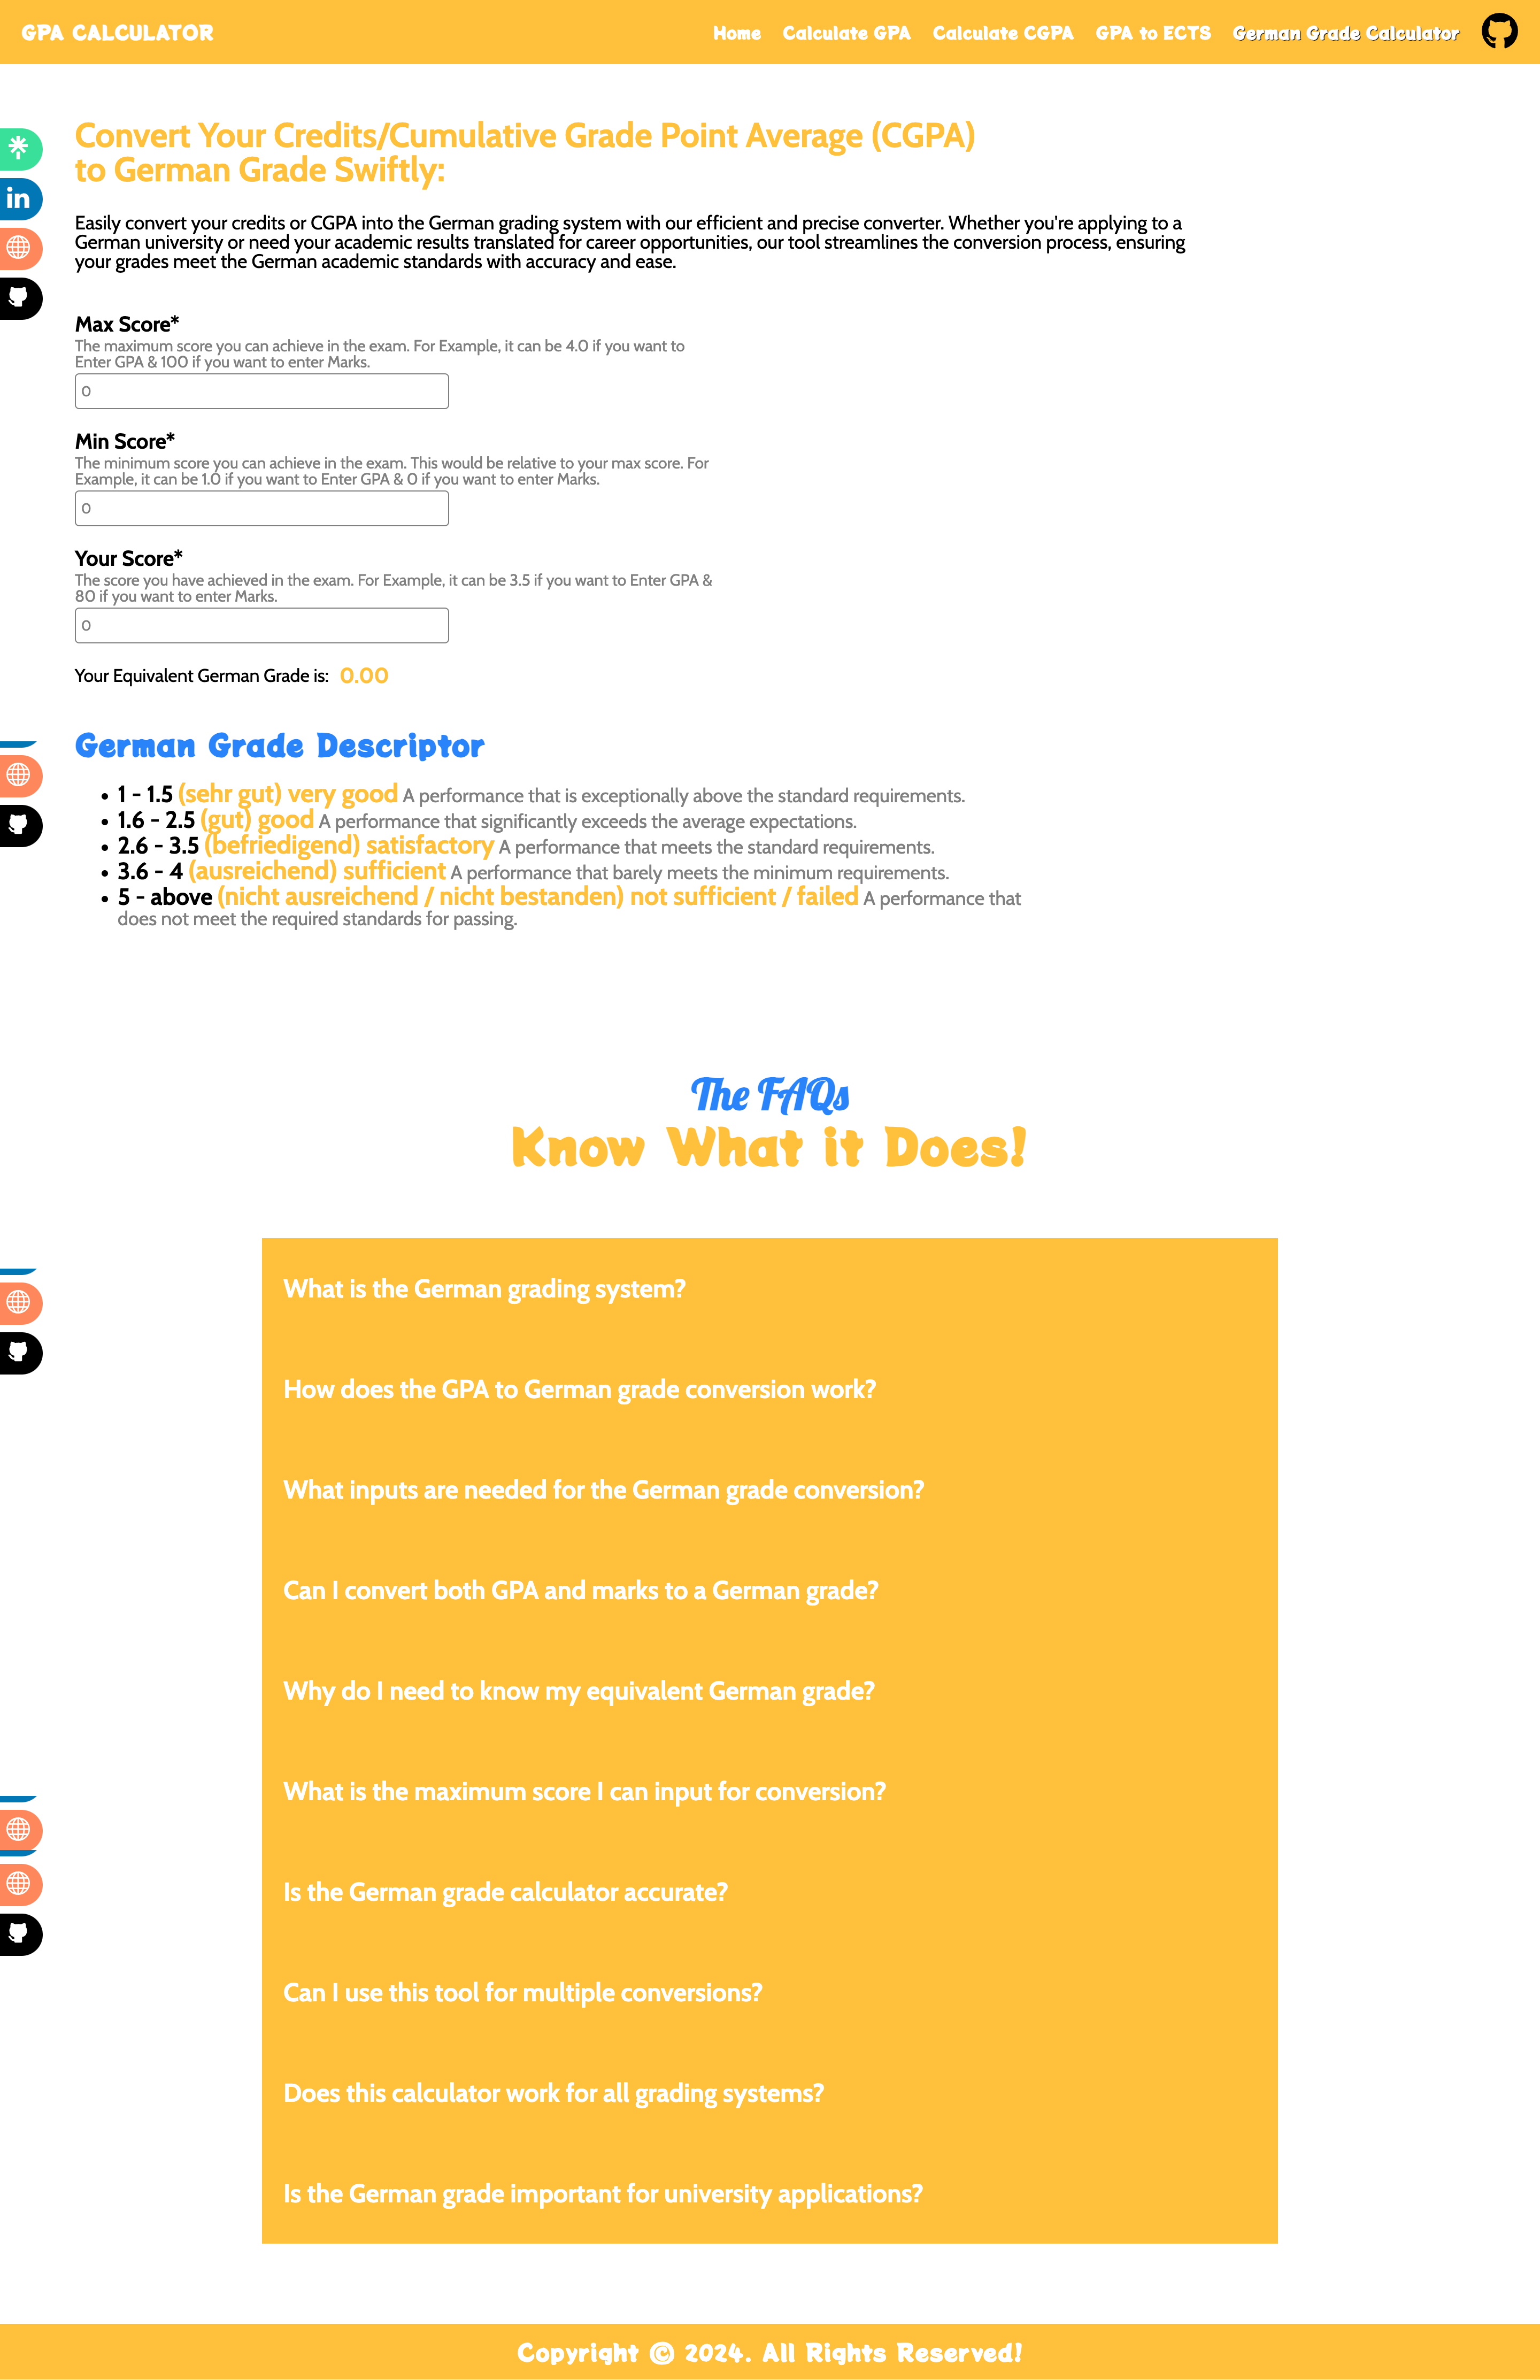 GPA CALCULATOR
Home
Calculate GPA
Calculate CGPA
GPA to ECTS
German Grade Calculator
Convert Your Credits/Cumulative Grade Point Average (CGPA)
to German Grade Swiftly:
Easily convert your credits or CGPA into the German grading system with our efficient and precise converter. Whether you're applying to a
German university or need your academic results translated for career opportunities, our tool streamlines the conversion process, ensuring
your grades meet the German academic standards with accuracy and ease.
Max Score*
The maximum score you can achieve in the exam. For Example, it can be 4.0 if you want to
Enter GPA & 100 if you want to enter Marks.
0
Min Score*
The minimum score you can achieve in the exam. This would be relative to your max score. For
Example, it can be 1.0 if you want to Enter GPA & 0 if you want to enter Marks.
0
Your Score*
The score you have achieved in the exam. For Example, it can be 3.5 if you want to Enter GPA &
80 if you want to enter Marks.
0
Your Equivalent German Grade is: 0.00
German Grade Descriptor
• 1 - 1.5 (sehr gut) very good A performance that is exceptionally above the standard requirements.
• 1.6 - 2.5 (gut) good A performance that significantly exceeds the average expectations.
• 2.6 - 3.5 (befriedigend) satisfactory A performance that meets the standard requirements.
• 3.6 - 4 (ausreichend) sufficient A performance that barely meets the minimum requirements.
• 5 - above (nicht ausreichend / nicht bestanden) not sufficient / failed A performance that
does not meet the required standards for passing.
The FAQs
Know What it Does!
What is the German grading system?
How does the GPA to German grade conversion work?
What inputs are needed for the German grade conversion?
Can I convert both GPA and marks to a German grade?
Why do I need to know my equivalent German grade?
What is the maximum score I can input for conversion?
Is the German grade calculator accurate?
Can I use this tool for multiple conversions?
Does this calculator work for all grading systems?
Is the German grade important for university applications?
Copyright © 2024. All Rights Reserved!